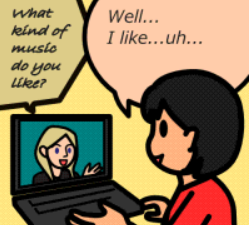 What
kind of
music
do you
like?
Well...
I like...uh...